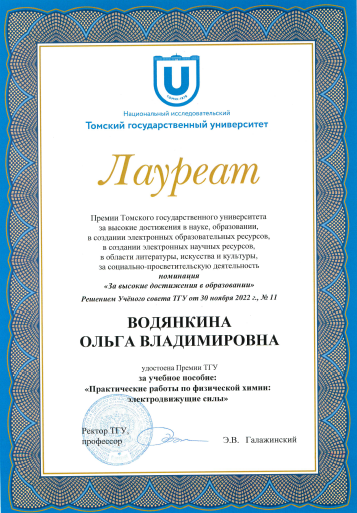 Национальный исследовательский
Томский государственный университет
Лауреат
Премии Томского государственного университета
за высокие достижения в науке, образовании,
в создании электронных образовательных ресурсов,
в создании электронных научных ресурсов,
в области литературы, искусства и культуры,
за социально-просветительскую деятельность
номинация
«За высокие достижения в образовании»
Решением Учёного совета ТГУ от 30 ноября 2022 г., № 11
ВОДЯНКИНА
ОЛЬГА ВЛАДИМИРОВНА
удостоена Премии ТГУ
за учебное пособие:
«Практические работы по физической химии:
электродвижущие силы»
Ректор ТГУ,
профессор
Э.В. Галажинский